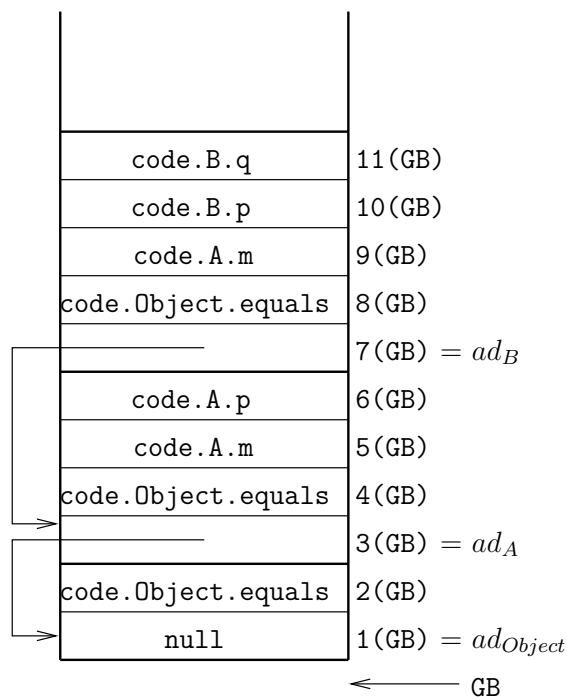 code.B.q 11(GB)
code.B.p 10(GB)
code.A.m 9(GB)
code.Object.equals 8(GB)
7(GB) = ad_B
code.A.p 6(GB)
code.A.m 5(GB)
code.Object.equals 4(GB)
3(GB) = ad_A
code.Object.equals 2(GB)
null 1(GB) = ad_Object
GB